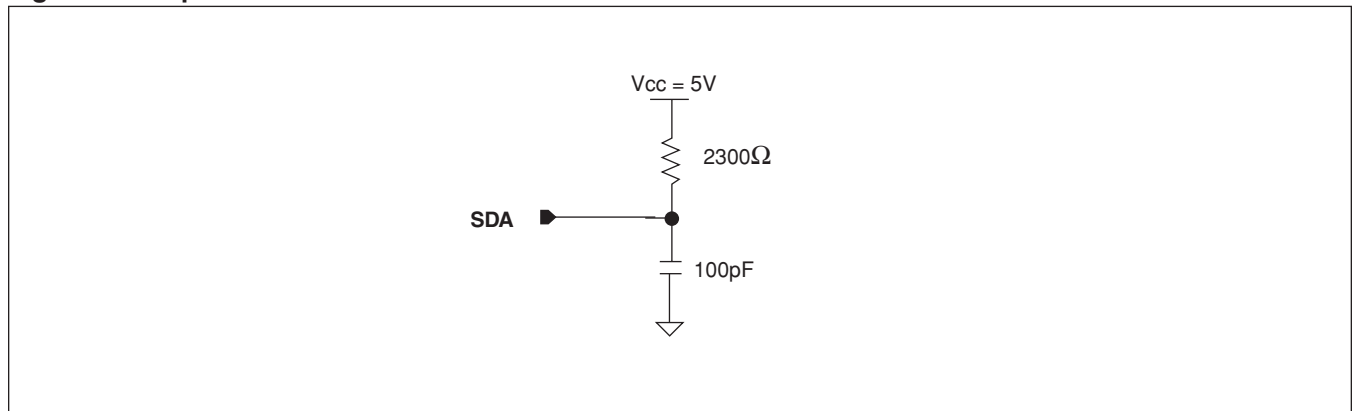 Vcc = 5V
2300Ω
SDA
100pF